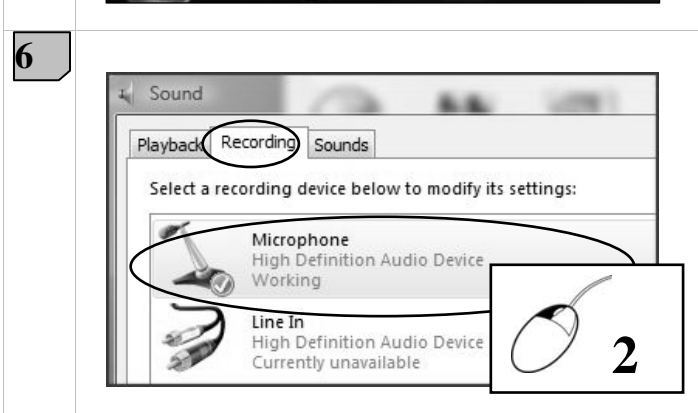 6
Sound
Playback Recording Sounds
Select a recording device below to modify its settings:
Microphone
High Definition Audio Device
Working
Line In
High Definition Audio Device
Currently unavailable
2